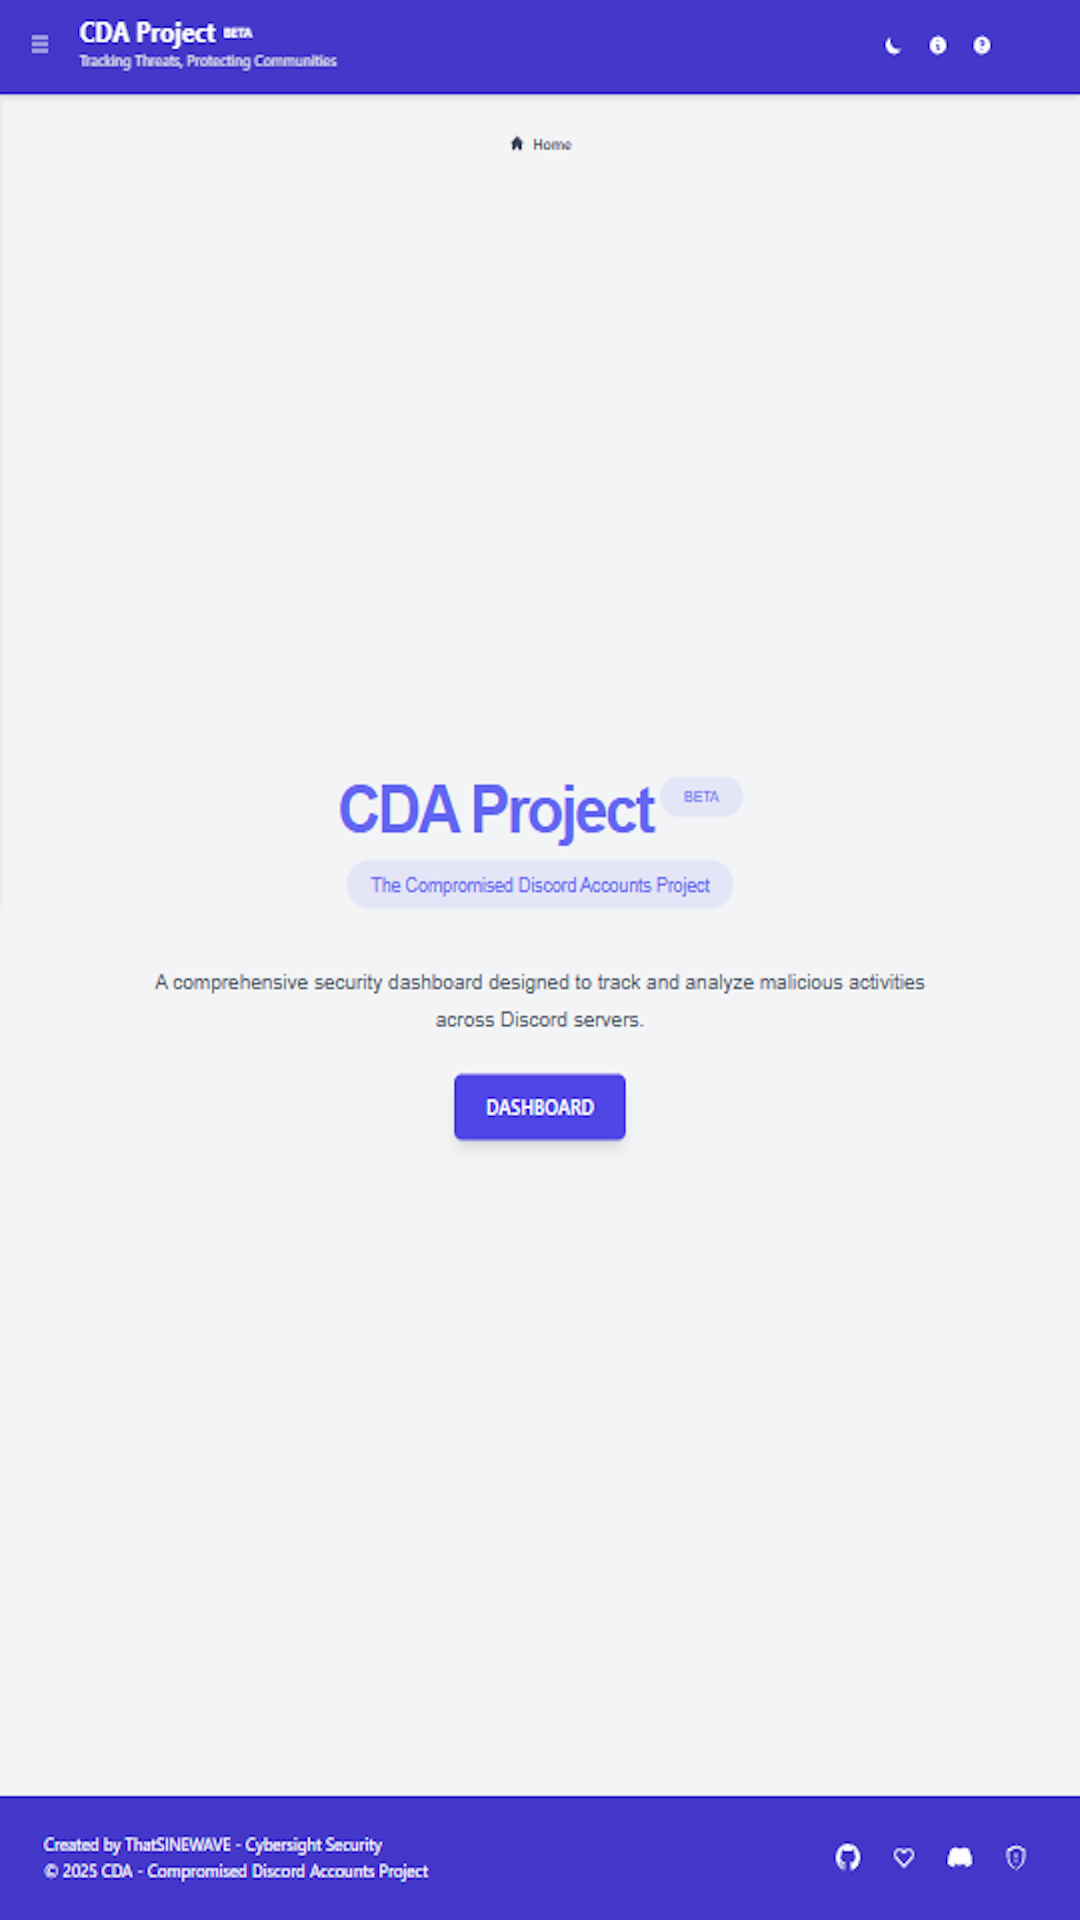 CDA Project BETA
Tracking Threats, Protecting Communities
Home
CDA Project BETA
The Compromised Discord Accounts Project
A comprehensive security dashboard designed to track and analyze malicious activities
across Discord servers.
DASHBOARD
Created by ThatSINEWAVE - Cybersight Security
© 2025 CDA - Compromised Discord Accounts Project